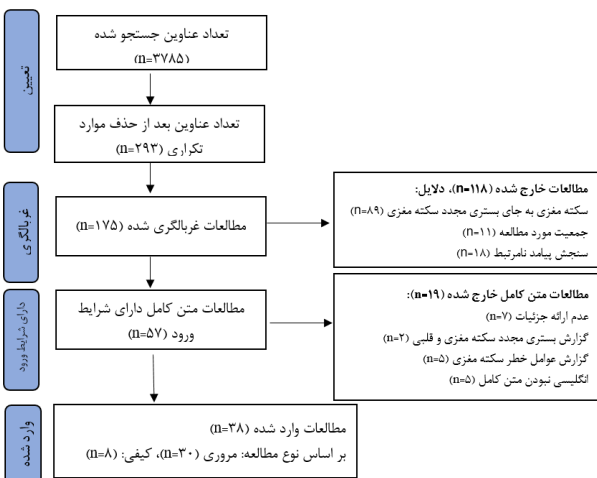 تعیین
تعداد عناوین جستجو شده
(n=۳۷۸۵)
تعداد عناوین بعد از حذف موارد
تکراری (n=۲۹۳)
غربالگری
مطالعات غربالگری شده (n=۱۷۵)
مطالعات خارج شده (n=۱۱۸)، دلایل:
سکته مغزی به جای بستری مجدد سکته مغزی (n=۸۹)
جمعیت مورد مطالعه (n=۱۱)
سنجش پیامد نامرتبط (n=۱۸)
دارای شرایط ورود
مطالعات متن کامل دارای شرایط
ورود (n=۵۷)
مطالعات متن کامل خارج شده (n=۱۹):
عدم ارائه جزئیات (n=۷)
گزارش بستری مجدد سکته مغزی و قلبی (n=۲)
گزارش عوامل خطر سکته مغزی (n=۵)
انگلیسی نبودن متن کامل (n=۵)
وارد شده
مطالعات وارد شده (n=۳۸)
بر اساس نوع مطالعه: مروری (n=۳۰)، کیفی: (n=۸)